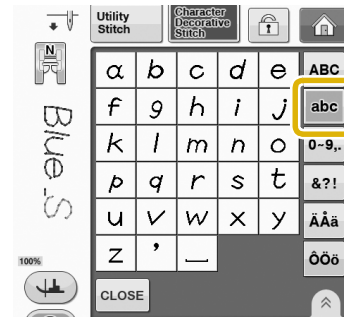 Utility Stitch
Character Decorative Stitch
N
a b c d e ABC
f g h i j abc
k l m n o 0~9,.
p q r s t &?!
u v w x y ÄÅä
z ’ _ ÔÖö
Blue_S
100%
CLOSE